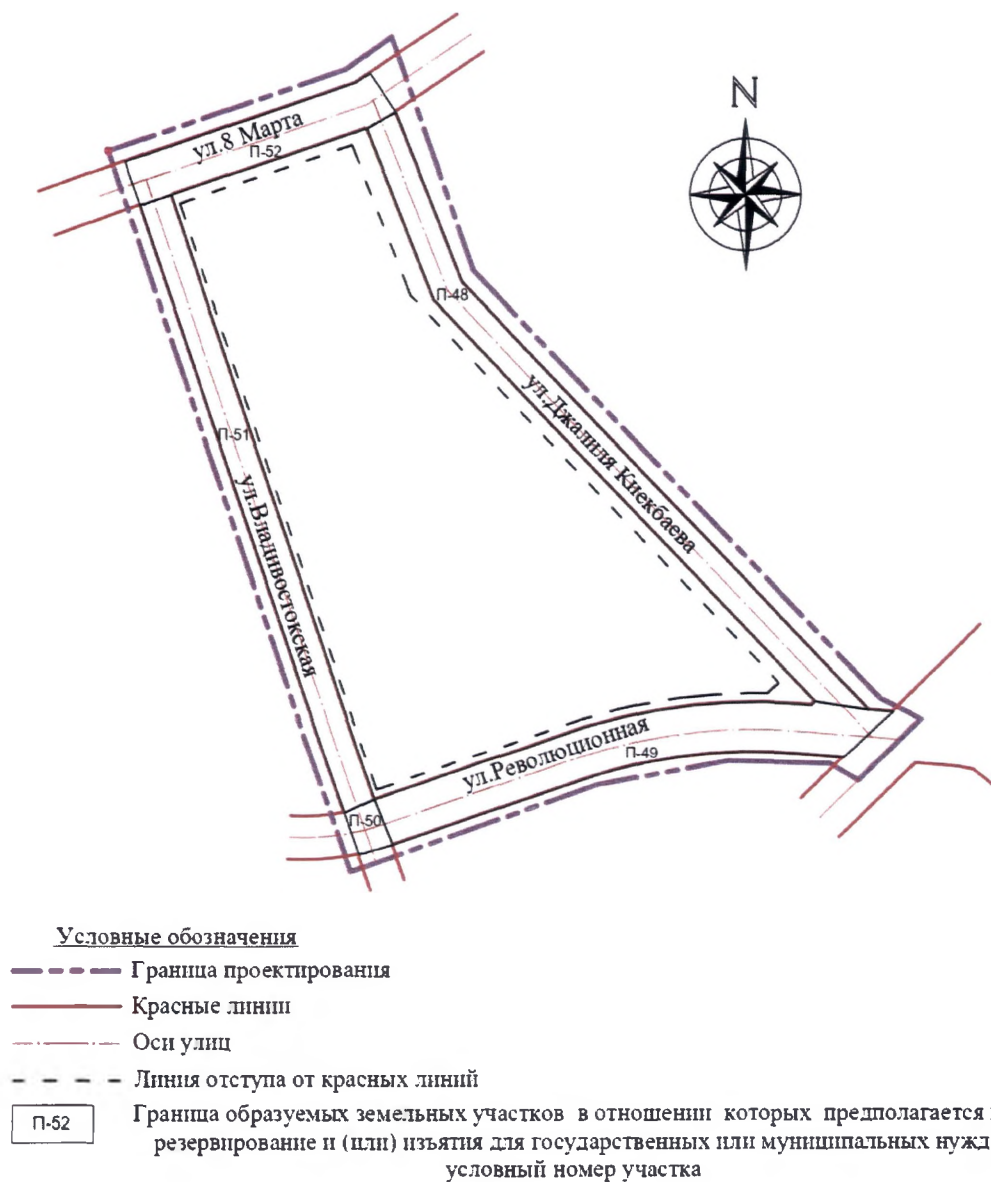 N
ул.8 Марта
П-52
П-48
ул.Джалиля Киекбаева
П-51
ул.Владивостокская
ул.Революционная
П-49
П-50
Условные обозначения
Граница проектирования
Красные линии
Оси улиц
Линия отступа от красных линий
П-52
Граница образуемых земельных участков в отношении которых предполагается
резервирование и (или) изъятия для государственных или муниципальных нужд
условный номер участка